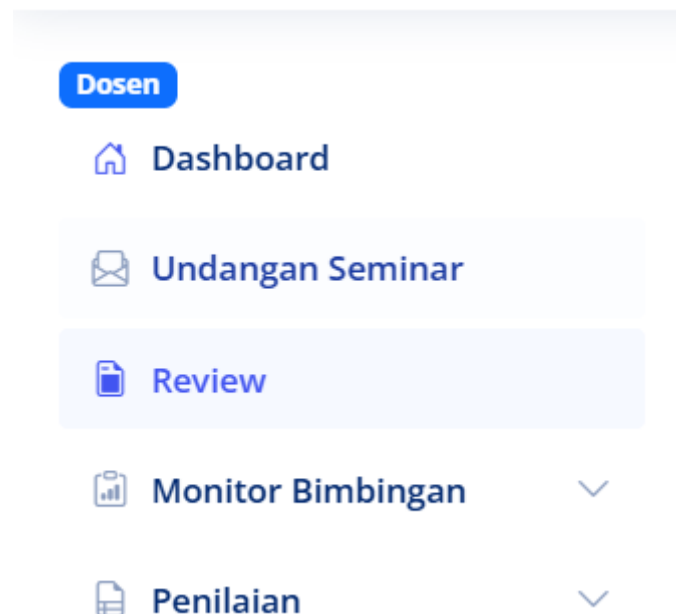 Dosen
Dashboard
Undangan Seminar
Review
Monitor Bimbingan
Penilaian